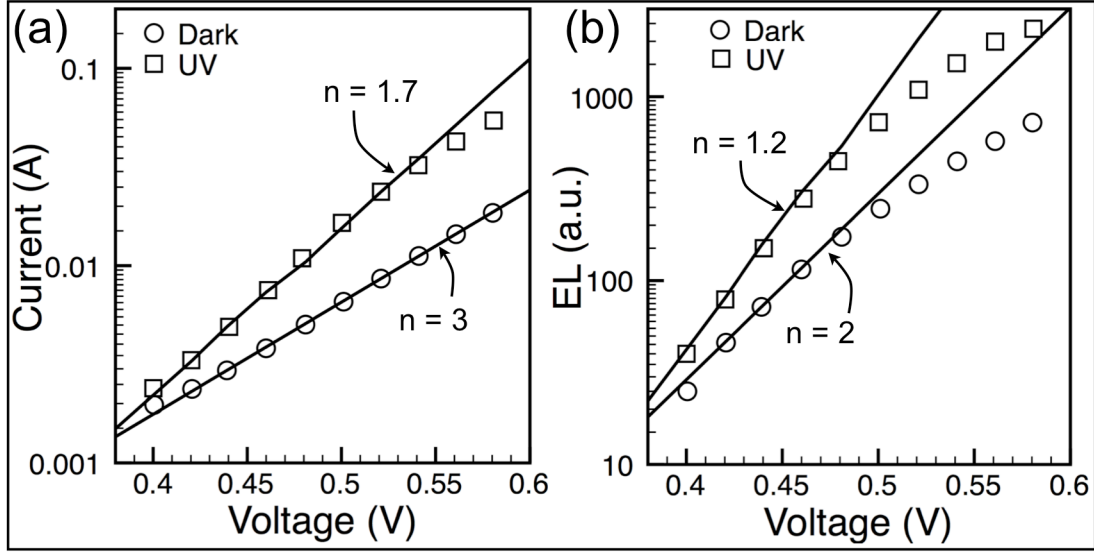 (a)
Dark
UV
n = 1.7
n = 3
0.1
0.01
0.001
Current (A)
0.4
0.45
0.5
0.55
0.6
Voltage (V)
(b)
Dark
UV
n = 1.2
n = 2
1000
100
10
EL (a.u.)
0.4
0.45
0.5
0.55
0.6
Voltage (V)